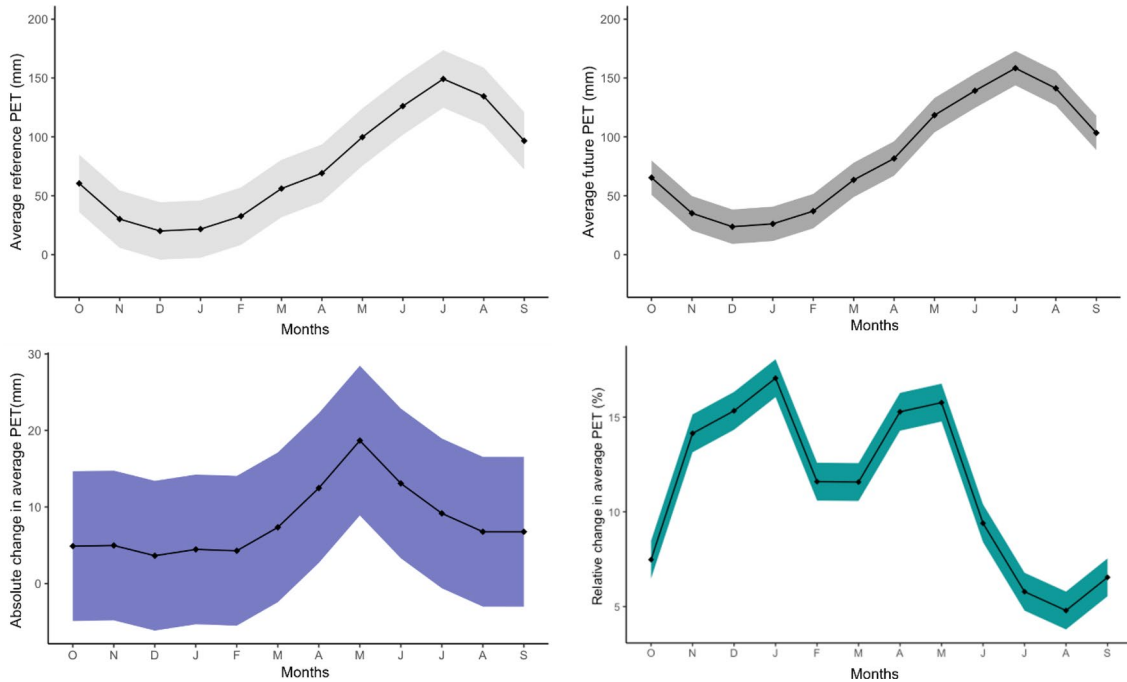 Average reference PET (mm)
200
150
100
50
0
O N D J F M A M J J A S
Months
Average future PET (mm)
200
150
100
50
0
O N D J F M A M J J A S
Months
Absolute change in average PET(mm)
30
20
10
0
O N D J F M A M J J A S
Months
Relative change in average PET (%)
15
10
5
O N D J F M A M J J A S
Months